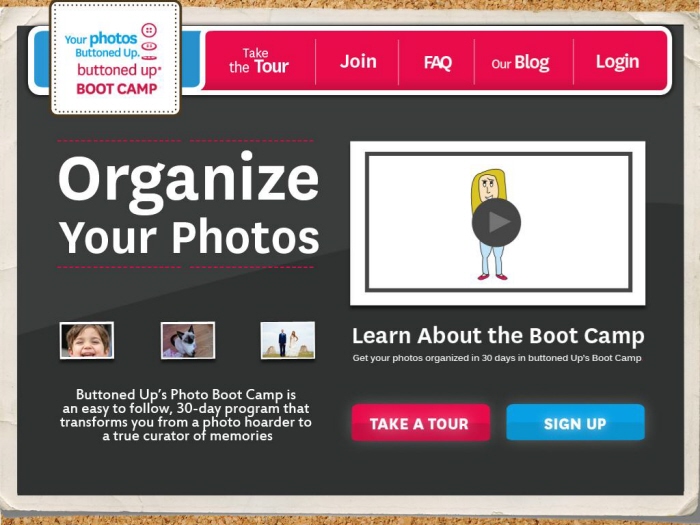 Your photos
Buttoned Up.
buttoned up
BOOT CAMP
Take
the Tour
Join
FAQ
Our Blog
Login
Organize
Your Photos
Learn About the Boot Camp
Get your photos organized in 30 days in buttoned Up's Boot Camp
Buttoned Up’s Photo Boot Camp is
an easy to follow, 30-day program that
transforms you from a photo hoarder to
a true curator of memories
TAKE A TOUR
SIGN UP